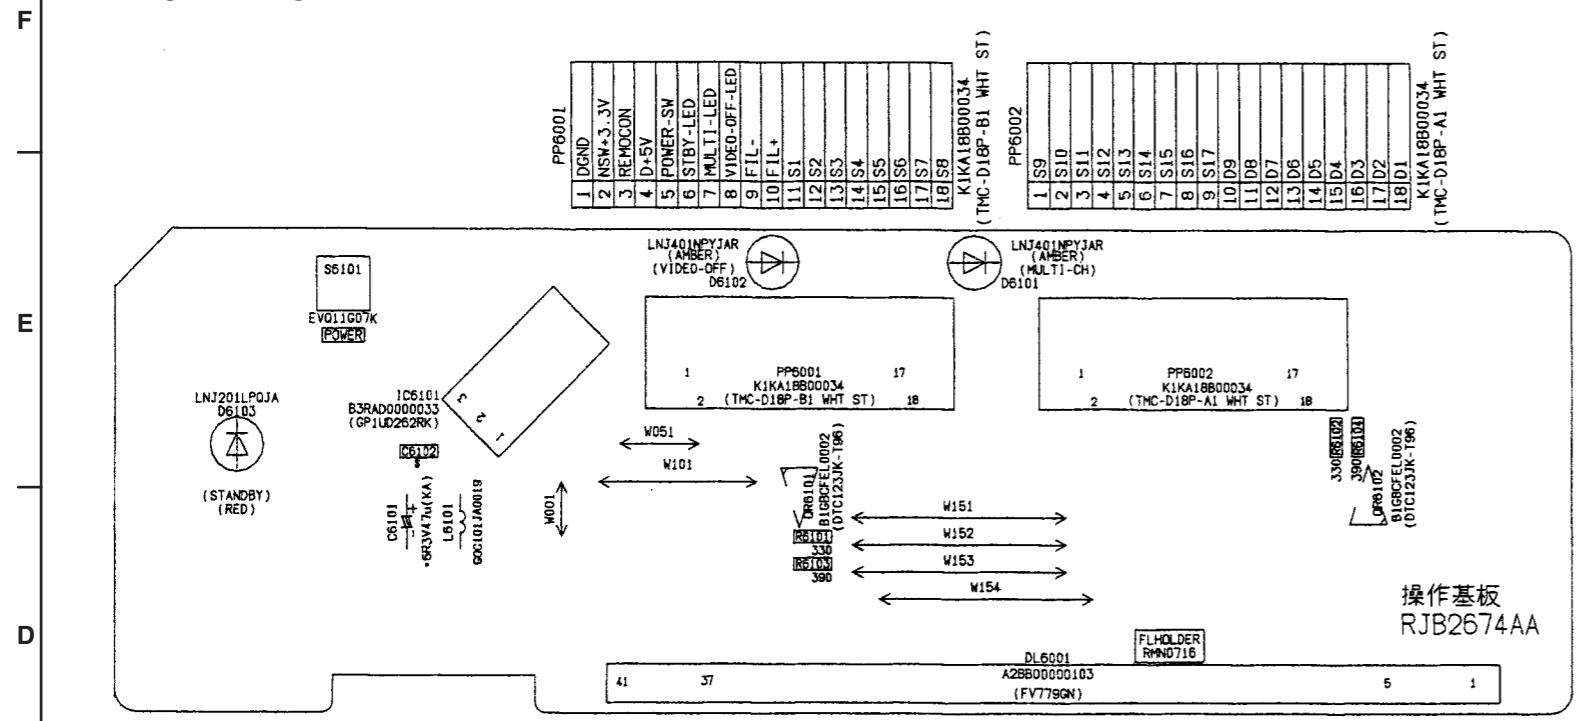 F
E
D
PP6001
1 DGND
2 NSW+3.3V
3 REMOCON
4 D+5V
5 POWER-SW
6 STBY-LED
7 MULTI-LED
8 VIDEO-OFF-LED
9 FIL-
10 FIL+
11 S1
12 S2
13 S3
14 S4
15 S5
16 S6
17 S7
18 S8
K1KA18B00034
(TMC-D18P-B1 WHT ST)
PP6002
1 S9
2 S10
3 S11
4 S12
5 S13
6 S14
7 S15
8 S16
9 S17
10 D9
11 D8
12 D7
13 D6
14 D5
15 D4
16 D3
17 D2
18 D1
K1KA18B00034
(TMC-D18P-A1 WHT ST)
S6101
EVQ11G07K
POWER
LNJ401NPYJAR
(AMBER)
(VIDEO-OFF)
D6102
LNJ401NPYJAR
(AMBER)
(MULTI-CH)
D6101
1 17
PP6001
K1KA18B00034
2 (TMC-D18P-B1 WHT ST) 18
1 17
PP6002
K1KA18B00034
2 (TMC-D18P-A1 WHT ST) 18
LNJ201LPQJA
D6103
(STANDBY)
(RED)
IC6101
B3RAD0000033
(GP1UD262RK)
3
2
1
C6102
C6101
*6R3V47u(KA)
L6101
G0C101JA0019
W051
W101
W001
QR6101
B1GBCFEL0002
(DTC123JK-T96)
R6101
330
R6103
390
W151
W152
W153
W154
R6102
330
R6104
390
QR6102
B1GBCFEL0002
(DTC123JK-T96)
操作基板
RJB2674AA
FLHOLDER
RMN0716
DL6001
A2BB00000103
(FV779GN)
41 37 5 1